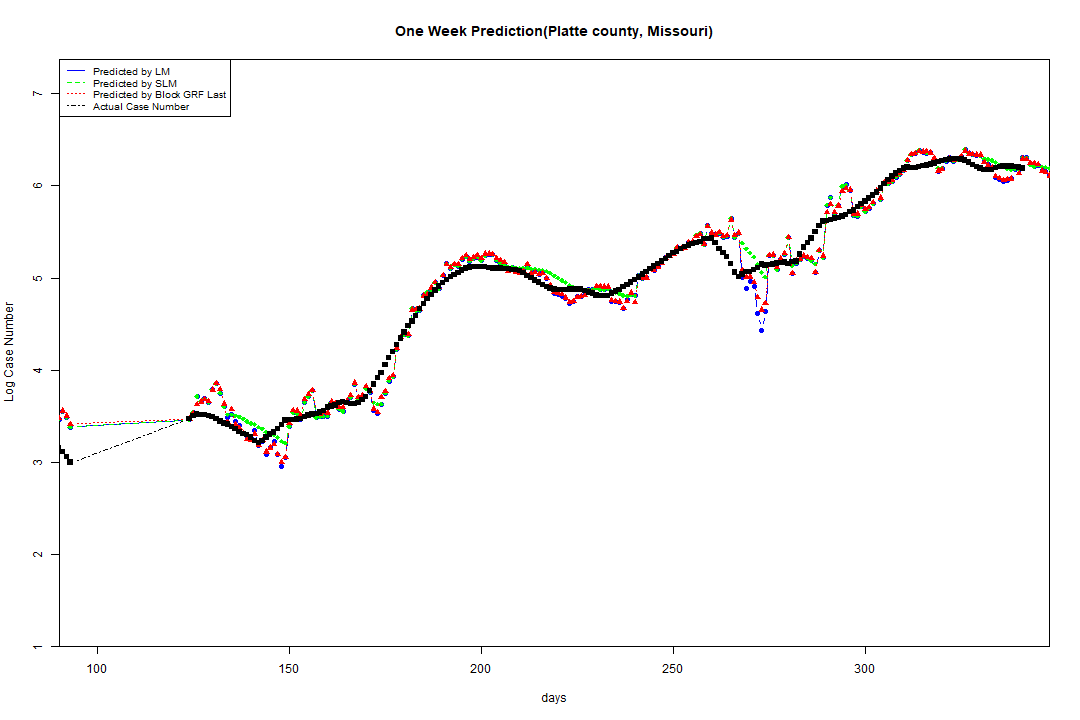 One Week Prediction(Platte county, Missouri)
Predicted by LM
Predicted by SLM
Predicted by Block GRF Last
Actual Case Number
7
6
5
4
3
2
1
Log Case Number
100 150 200 250 300
days